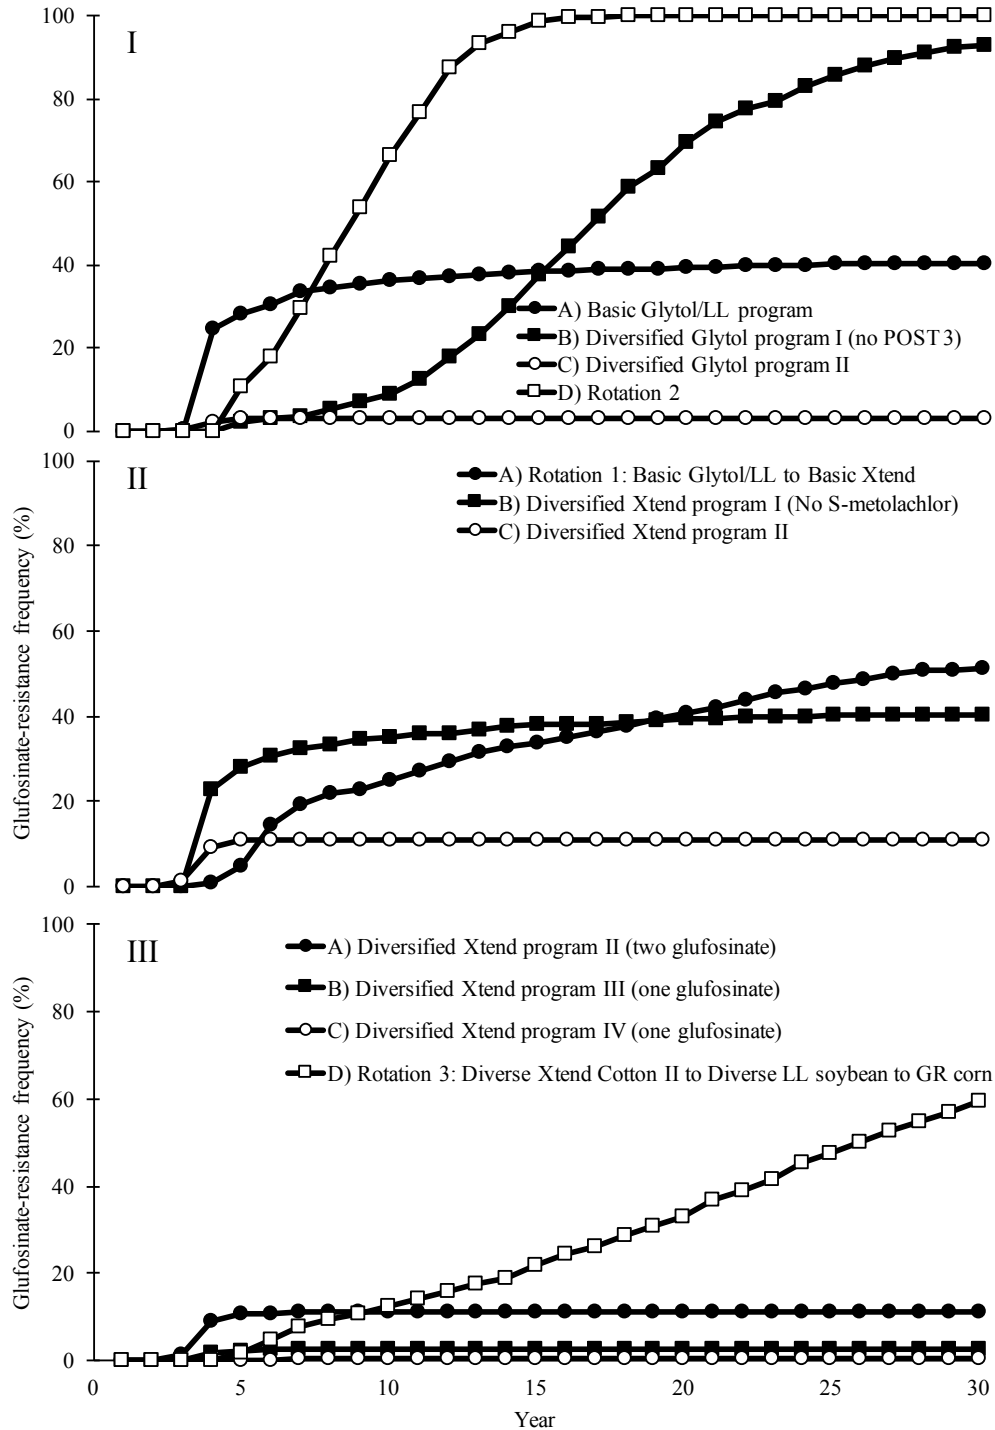 100
I
80
60
40
A) Basic Glytol/LL program
B) Diversified Glytol program I (no POST 3)
20
C) Diversified Glytol program II
D) Rotation 2
0
100
II
A) Rotation 1: Basic Glytol/LL to Basic Xtend
B) Diversified Xtend program I (No S-metolachlor)
C) Diversified Xtend program II
80
60
40
20
0
Glufosinate-resistance frequency (%)
100
III
A) Diversified Xtend program II (two glufosinate)
B) Diversified Xtend program III (one glufosinate)
80
C) Diversified Xtend program IV (one glufosinate)
D) Rotation 3: Diverse Xtend Cotton II to Diverse LL soybean to GR corn
60
40
20
0
Glufosinate-resistance frequency (%)
0 5 10 15 20 25 30
Year